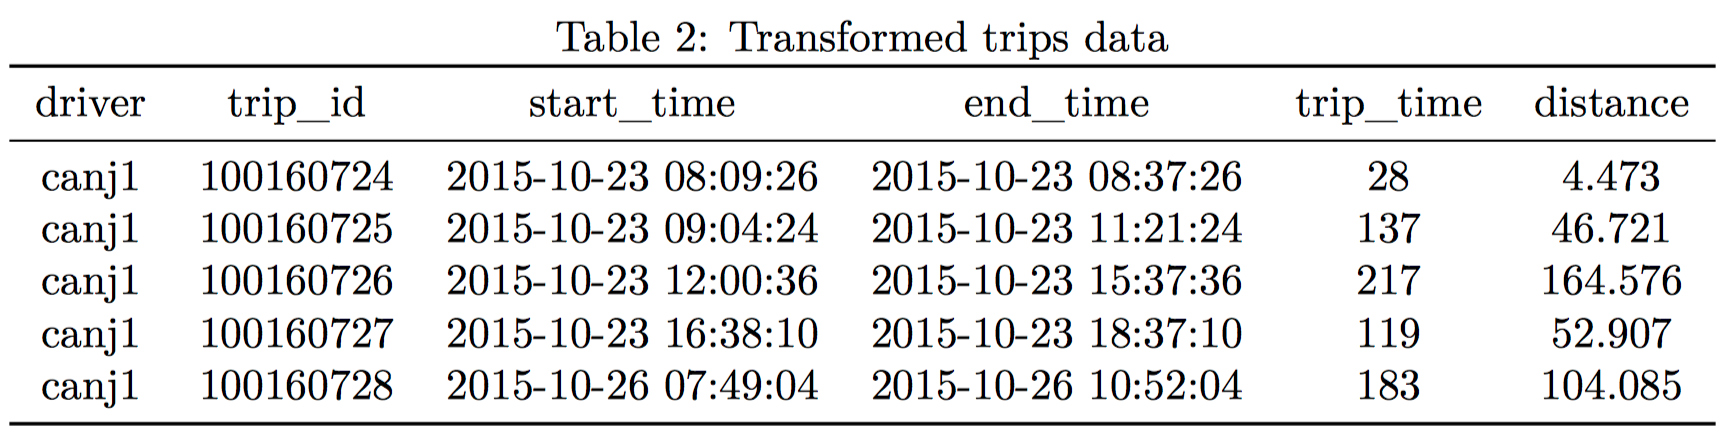 Table 2: Transformed trips data
driver trip_id start_time end_time trip_time distance
canj1 100160724 2015-10-23 08:09:26 2015-10-23 08:37:26 28 4.473
canj1 100160725 2015-10-23 09:04:24 2015-10-23 11:21:24 137 46.721
canj1 100160726 2015-10-23 12:00:36 2015-10-23 15:37:36 217 164.576
canj1 100160727 2015-10-23 16:38:10 2015-10-23 18:37:10 119 52.907
canj1 100160728 2015-10-26 07:49:04 2015-10-26 10:52:04 183 104.085